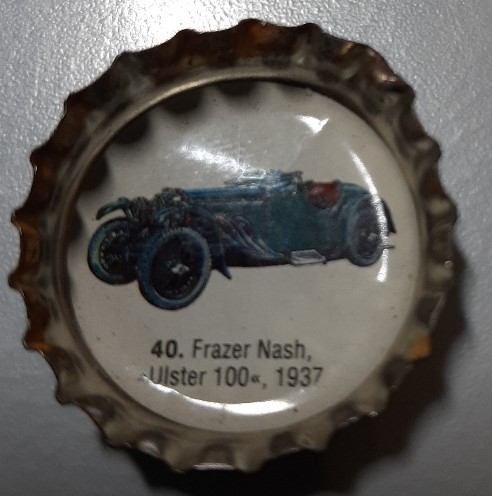 40. Frazer Nash,
»Ulster 100«, 1937